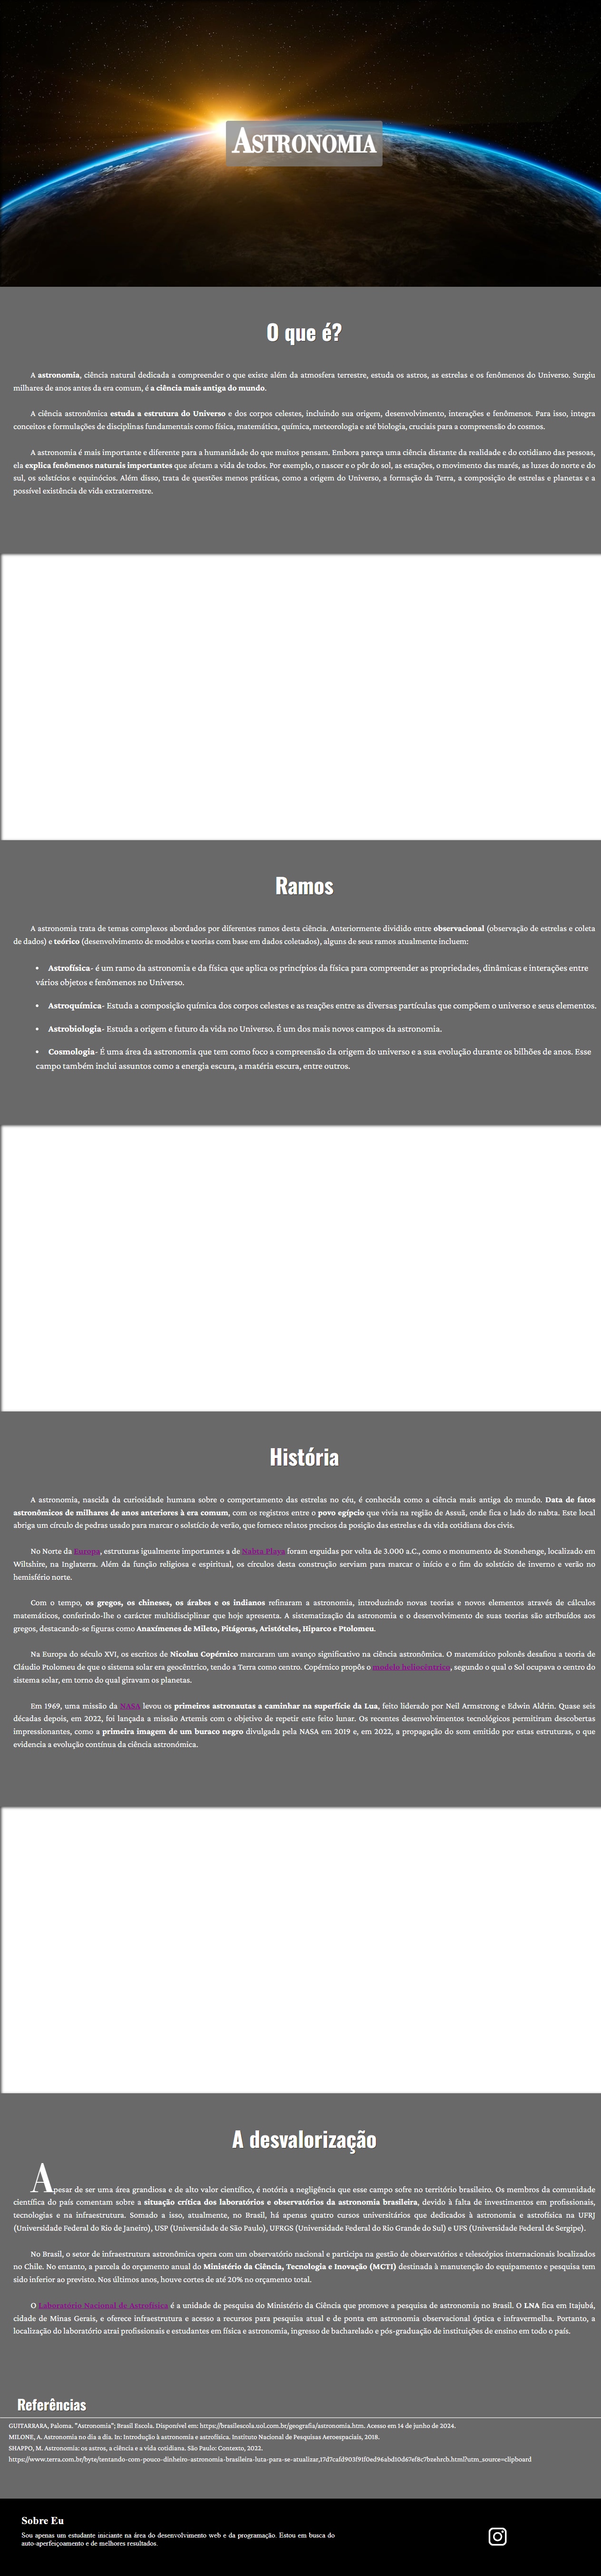 ASTRONOMIA
O que é?
A astronomia, ciência natural dedicada a compreender o que existe além da atmosfera terrestre, estuda os astros, as estrelas e os fenômenos do Universo. Surgiu
milhares de anos antes da era comum, é a ciência mais antiga do mundo.
A ciência astronômica estuda a estrutura do Universo e dos corpos celestes, incluindo sua origem, desenvolvimento, interações e fenômenos. Para isso, integra
conceitos e formulações de disciplinas fundamentais como física, matemática, química, meteorologia e até biologia, cruciais para a compreensão do cosmos.
A astronomia é mais importante e diferente para a humanidade do que muitos pensam. Embora pareça uma ciência distante da realidade e do cotidiano das pessoas,
ela explica fenômenos naturais importantes que afetam a vida de todos. Por exemplo, o nascer e o pôr do sol, as estações, o movimento das marés, as luzes do norte e do
sul, os solstícios e equinócios. Além disso, trata de questões menos práticas, como a origem do Universo, a formação da Terra, a composição de estrelas e planetas e a
possível existência de vida extraterrestre.
Ramos
A astronomia trata de temas complexos abordados por diferentes ramos desta ciência. Anteriormente dividido entre observacional (observação de estrelas e coleta
de dados) e teórico (desenvolvimento de modelos e teorias com base em dados coletados), alguns de seus ramos atualmente incluem:
• Astrofísica- é um ramo da astronomia e da física que aplica os princípios da física para compreender as propriedades, dinâmicas e interações entre
vários objetos e fenômenos no Universo.
• Astroquímica- Estuda a composição química dos corpos celestes e as reações entre as diversas partículas que compõem o universo e seus elementos.
• Astrobiologia- Estuda a origem e futuro da vida no Universo. É um dos mais novos campos da astronomia.
• Cosmologia- É uma área da astronomia que tem como foco a compreensão da origem do universo e a sua evolução durante os bilhões de anos. Esse
campo também inclui assuntos como a energia escura, a matéria escura, entre outros.
História
A astronomia, nascida da curiosidade humana sobre o comportamento das estrelas no céu, é conhecida como a ciência mais antiga do mundo. Data de fatos
astronômicos de milhares de anos anteriores à era comum, com os registros entre o povo egípcio que vivia na região de Assuã, onde fica o lado do nabta. Este local
abriga um círculo de pedras usado para marcar o solstício de verão, que fornece relatos precisos da posição das estrelas e da vida cotidiana dos civis.
No Norte da Europa, estruturas igualmente importantes a de Nabta Playa foram erguidas por volta de 3.000 a.C., como o monumento de Stonehenge, localizado em
Wiltshire, na Inglaterra. Além da função religiosa e espiritual, os círculos desta construção serviam para marcar o início e o fim do solstício de inverno e verão no
hemisfério norte.
Com o tempo, os gregos, os chineses, os árabes e os indianos refinaram a astronomia, introduzindo novas teorias e novos elementos através de cálculos
matemáticos, conferindo-lhe o carácter multidisciplinar que hoje apresenta. A sistematização da astronomia e o desenvolvimento de suas teorias são atribuídos aos
gregos, destacando-se figuras como Anaxímenes de Mileto, Pitágoras, Aristóteles, Hiparco e Ptolomeu.
Na Europa do século XVI, os escritos de Nicolau Copérnico marcaram um avanço significativo na ciência astronômica. O matemático polonês desafiou a teoria de
Cláudio Ptolomeu de que o sistema solar era geocêntrico, tendo a Terra como centro. Copérnico propôs o modelo heliocêntrico, segundo o qual o Sol ocupava o centro do
sistema solar, em torno do qual giravam os planetas.
Em 1969, uma missão da NASA levou os primeiros astronautas a caminhar na superfície da Lua, feito liderado por Neil Armstrong e Edwin Aldrin. Quase seis
décadas depois, em 2022, foi lançada a missão Artemis com o objetivo de repetir este feito lunar. Os recentes desenvolvimentos tecnológicos permitiram descobertas
impressionantes, como a primeira imagem de um buraco negro divulgada pela NASA em 2019 e, em 2022, a propagação do som emitido por estas estruturas, o que
evidencia a evolução contínua da ciência astronómica.
A desvalorização
Apesar de ser uma área grandiosa e de alto valor científico, é notória a negligência que esse campo sofre no território brasileiro. Os membros da comunidade
científica do país comentam sobre a situação crítica dos laboratórios e observatórios da astronomia brasileira, devido à falta de investimentos em profissionais,
tecnologias e na infraestrutura. Somado a isso, atualmente, no Brasil, há apenas quatro cursos universitários que dedicados à astronomia e astrofísica na UFRJ
(Universidade Federal do Rio de Janeiro), USP (Universidade de São Paulo), UFRGS (Universidade Federal do Rio Grande do Sul) e UFS (Universidade Federal de Sergipe).
No Brasil, o setor de infraestrutura astronômica opera com um observatório nacional e participa na gestão de observatórios e telescópios internacionais localizados
no Chile. No entanto, a parcela do orçamento anual do Ministério da Ciência, Tecnologia e Inovação (MCTI) destinada à manutenção do equipamento e pesquisa tem
sido inferior ao previsto. Nos últimos anos, houve cortes de até 20% no orçamento total.
O Laboratório Nacional de Astrofísica é a unidade de pesquisa do Ministério da Ciência que promove a pesquisa de astronomia no Brasil. O LNA fica em Itajubá,
cidade de Minas Gerais, e oferece infraestrutura e acesso a recursos para pesquisa atual e de ponta em astronomia observacional óptica e infravermelha. Portanto, a
localização do laboratório atrai profissionais e estudantes em física e astronomia, ingresso de bacharelado e pós-graduação de instituições de ensino em todo o país.
Referências
GUITARRARA, Paloma. "Astronomia"; Brasil Escola. Disponível em: https://brasilescola.uol.com.br/geografia/astronomia.htm. Acesso em 14 de junho de 2024.
MILONE, A. Astronomia no dia a dia. In: Introdução à astronomia e astrofísica. Instituto Nacional de Pesquisas Aeroespaciais, 2018.
SHAPPO, M. Astronomia: os astros, a ciência e a vida cotidiana. São Paulo: Contexto, 2022.
https://www.terra.com.br/byte/tentando-com-pouco-dinheiro-astronomia-brasileira-luta-para-se-atualizar,17d7cafd903f91f0ed96abd10d67ef8c7bzehrcb.html?utm_source=clipboard
Sobre Eu
Sou apenas um estudante iniciante na área do desenvolvimento web e da programação. Estou em busca do
auto-aperfeiçoamento e de melhores resultados.